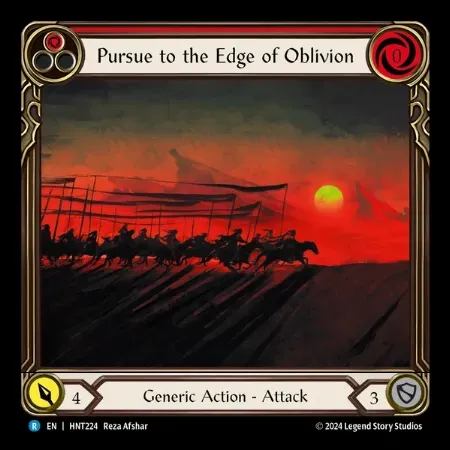 Pursue to the Edge of Oblivion
0
4
Generic Action - Attack
3
R EN | HNT224 Reza Afshar
© 2024 Legend Story Studios